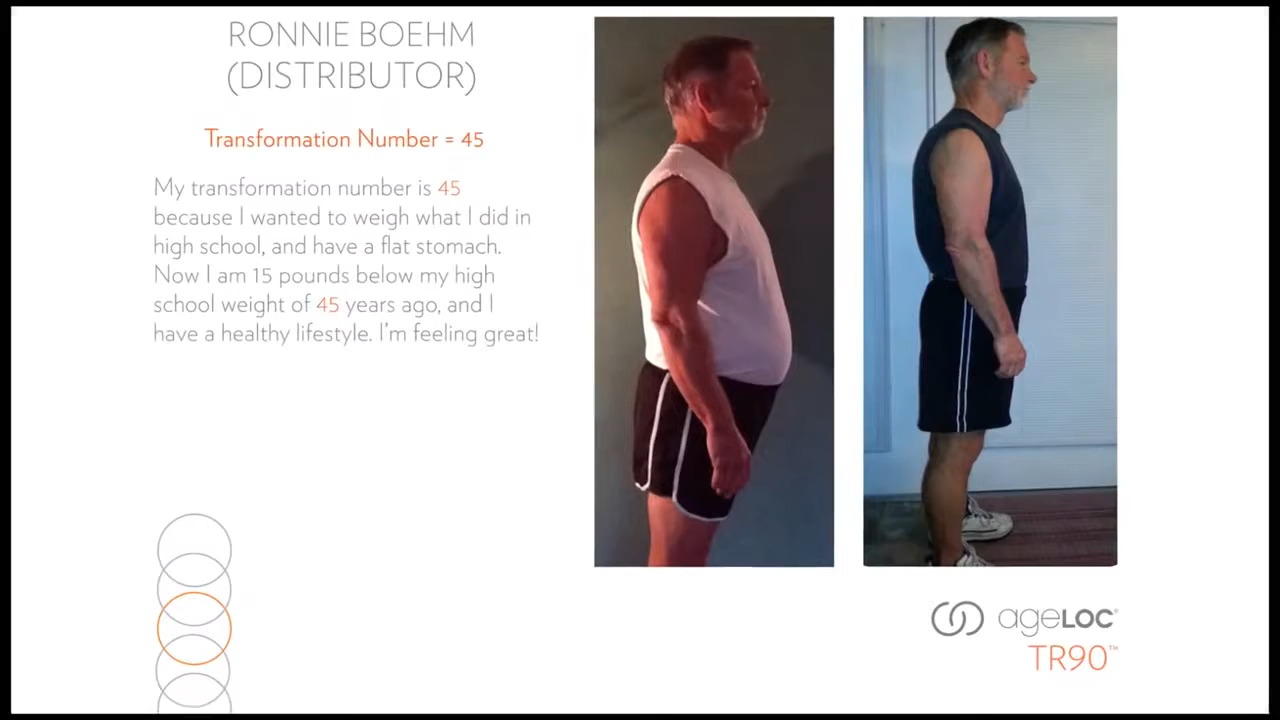 RONNIE BOEHM
(DISTRIBUTOR)
Transformation Number = 45
My transformation number is 45
because I wanted to weigh what I did in
high school, and have a flat stomach.
Now I am 15 pounds below my high
school weight of 45 years ago, and I
have a healthy lifestyle. I'm feeling great!
ageLOC®
TR90™